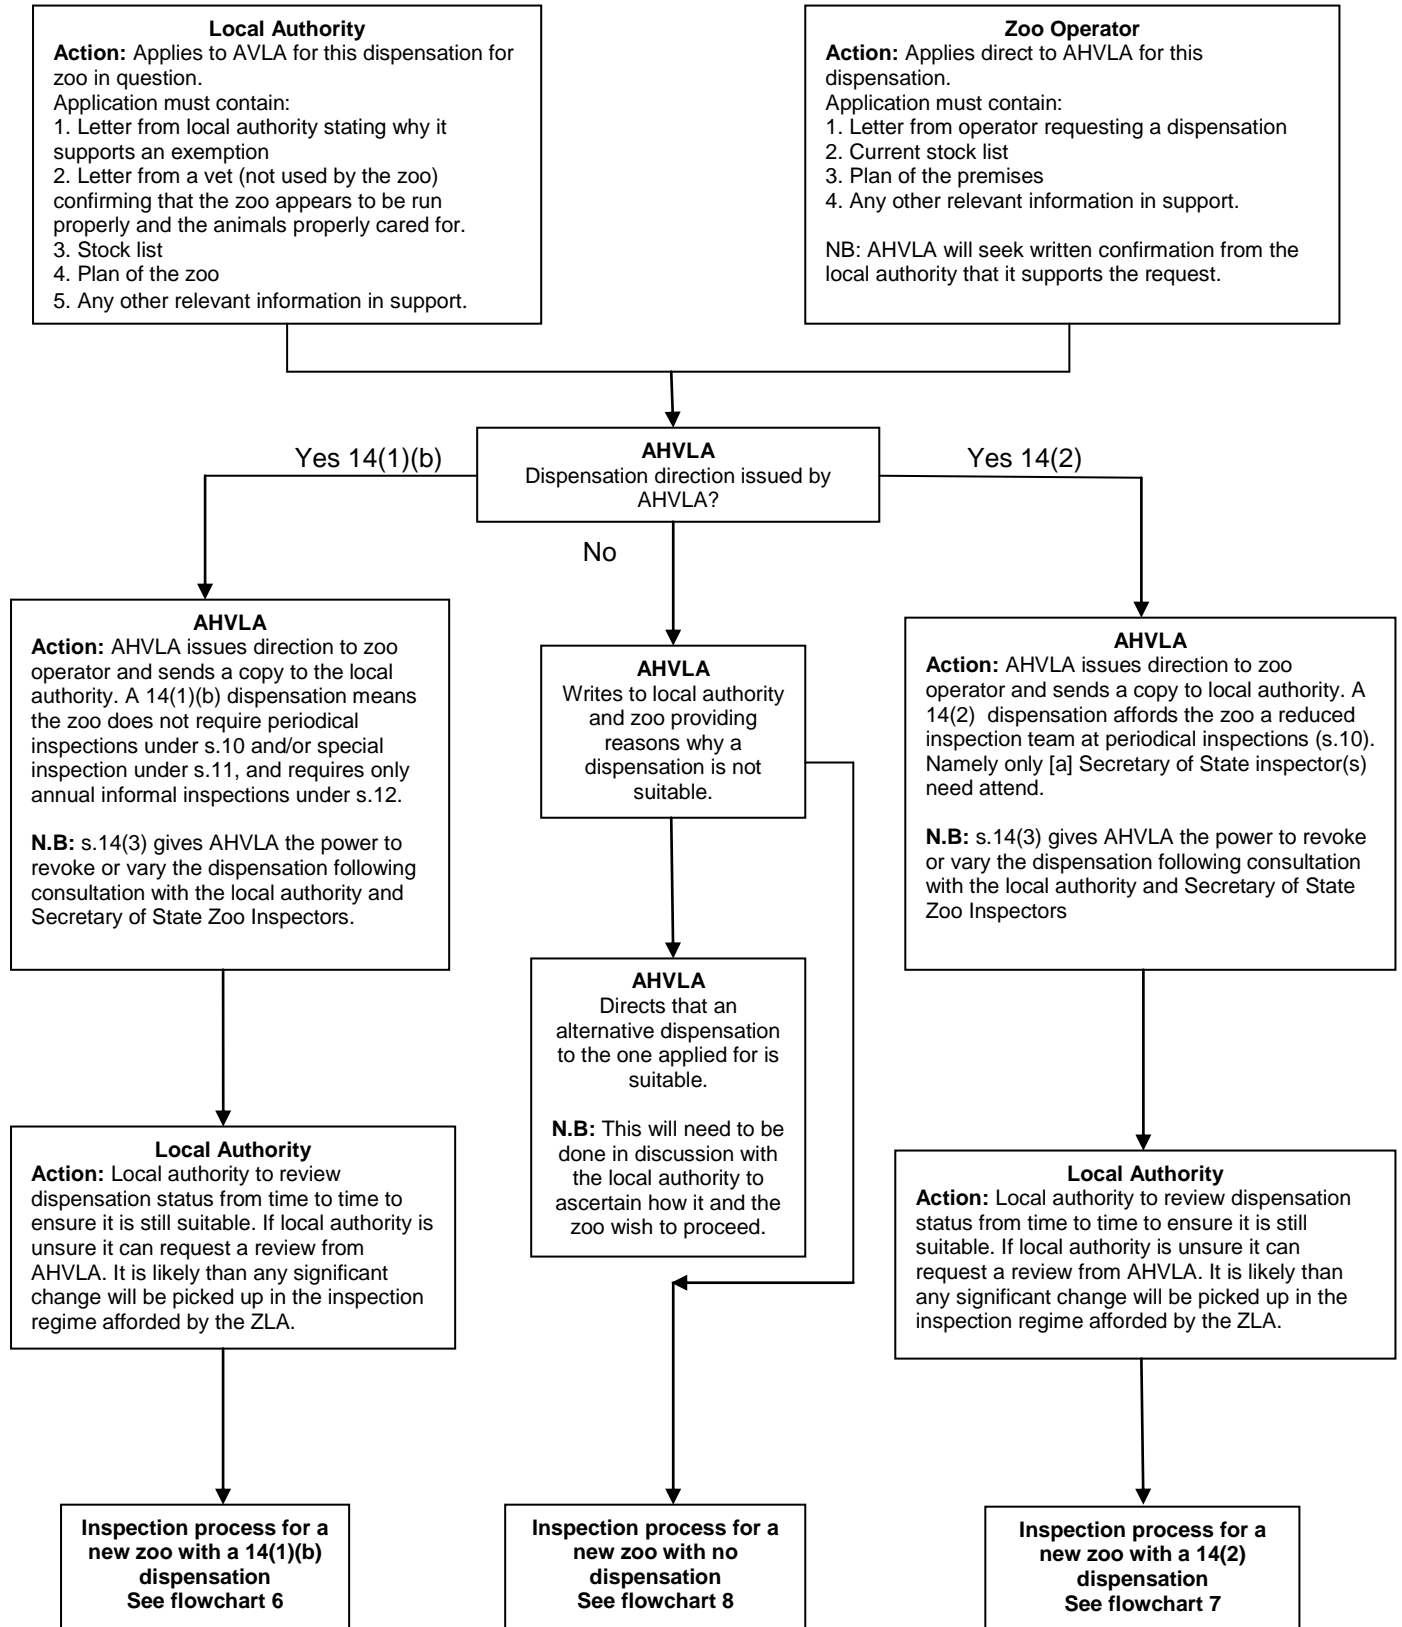 Local Authority
Action: Applies to AVLA for this dispensation for
zoo in question.
Application must contain:
1. Letter from local authority stating why it
supports an exemption
2. Letter from a vet (not used by the zoo)
confirming that the zoo appears to be run
properly and the animals properly cared for.
3. Stock list
4. Plan of the zoo
5. Any other relevant information in support.
Zoo Operator
Action: Applies direct to AHVLA for this
dispensation.
Application must contain:
1. Letter from operator requesting a dispensation
2. Current stock list
3. Plan of the premises
4. Any other relevant information in support.
NB: AHVLA will seek written confirmation from the
local authority that it supports the request.
Yes 14(1)(b)
AHVLA
Dispensation direction issued by
AHVLA?
Yes 14(2)
No
AHVLA
Action: AHVLA issues direction to zoo
operator and sends a copy to the local
authority. A 14(1)(b) dispensation means
the zoo does not require periodical
inspections under s.10 and/or special
inspection under s.11, and requires only
annual informal inspections under s.12.
N.B: s.14(3) gives AHVLA the power to
revoke or vary the dispensation following
consultation with the local authority and
Secretary of State Zoo Inspectors.
AHVLA
Writes to local authority
and zoo providing
reasons why a
dispensation is not
suitable.
AHVLA
Action: AHVLA issues direction to zoo
operator and sends a copy to local authority. A
14(2)  dispensation affords the zoo a reduced
inspection team at periodical inspections (s.10).
Namely only [a] Secretary of State inspector(s)
need attend.
N.B: s.14(3) gives AHVLA the power to revoke
or vary the dispensation following consultation
with the local authority and Secretary of State
Zoo Inspectors
AHVLA
Directs that an
alternative dispensation
to the one applied for is
suitable.
N.B: This will need to be
done in discussion with
the local authority to
ascertain how it and the
zoo wish to proceed.
Local Authority
Action: Local authority to review
dispensation status from time to time to
ensure it is still suitable. If local authority is
unsure it can request a review from
AHVLA. It is likely than any significant
change will be picked up in the inspection
regime afforded by the ZLA.
Local Authority
Action: Local authority to review dispensation
status from time to time to ensure it is still
suitable. If local authority is unsure it can
request a review from AHVLA. It is likely than
any significant change will be picked up in the
inspection regime afforded by the ZLA.
Inspection process for a
new zoo with a 14(1)(b)
dispensation
See flowchart 6
Inspection process for a
new zoo with no
dispensation
See flowchart 8
Inspection process for a
new zoo with a 14(2)
dispensation
See flowchart 7